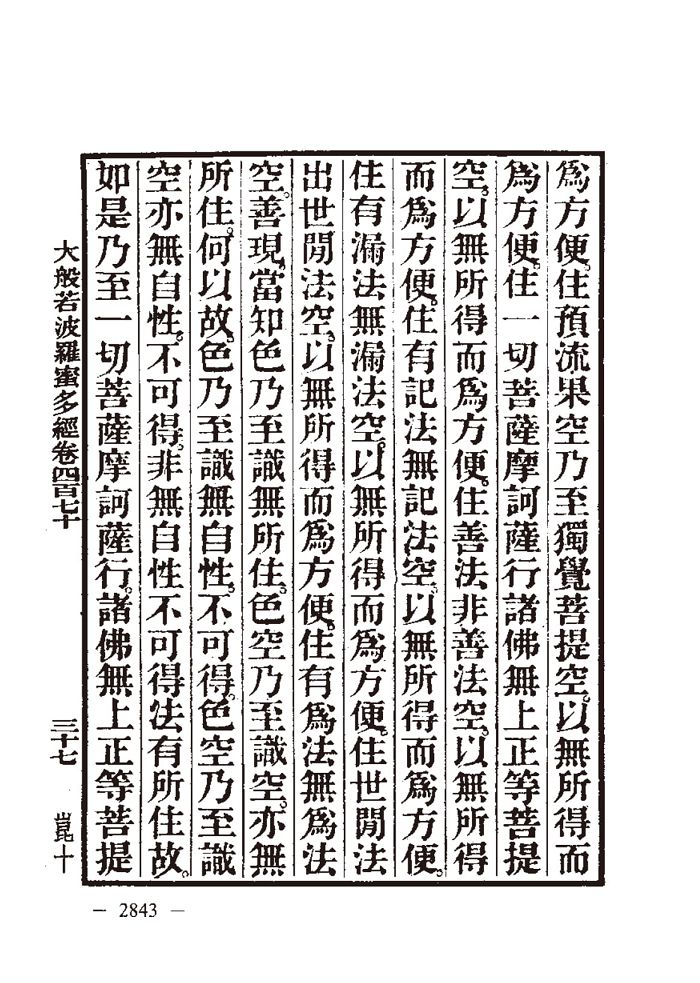 爲方便。住預流果空乃至獨覺菩提空。以無所得而
爲方便。住一切菩薩摩訶薩行諸佛無上正等菩提
空。以無所得而爲方便。住善法非善法空。以無所得
而爲方便。住有記法無記法空。以無所得而爲方便。
住有漏法無漏法空。以無所得而爲方便。住世閒法
出世閒法空。以無所得而爲方便。住有爲法無爲法
空。善現。當知色乃至識無所住。色空乃至識空。亦無
所住。何以故。色乃至識無自性。不可得。色空乃至識
空亦無自性。不可得。非無自性不可得法有所住故。
如是乃至一切菩薩摩訶薩行。諸佛無上正等菩提
大般若波羅蜜多經卷四百七十
三十七
崑十
— 2843 —